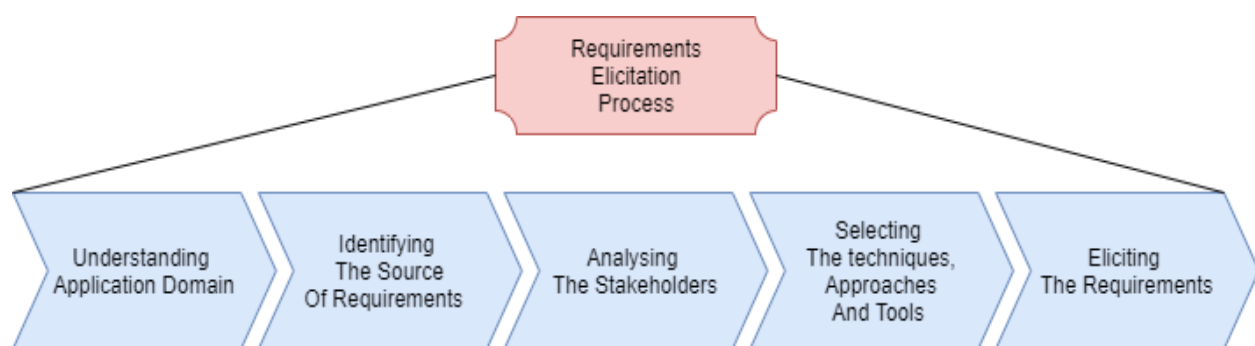 Requirements
Elicitation
Process
Understanding
Application Domain
Identifying
The Source
Of Requirements
Analysing
The Stakeholders
Selecting
The techniques,
Approaches
And Tools
Eliciting
The Requirements